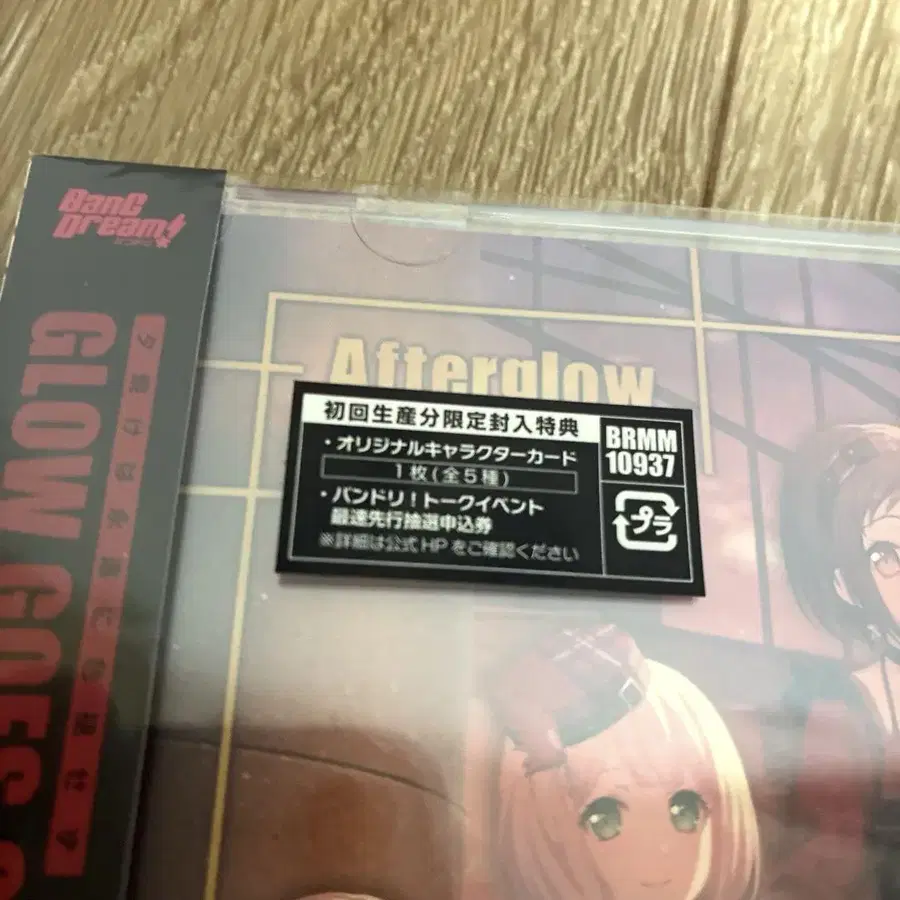 BanG
Dream!
GLOW GOES
Afterglow
初回生産分限定封入特典
・オリジナルキャラクターカード
1枚(全5種)
・バンドリ!トークイベント
最速先行抽選申込券
※詳細は公式HPをご確認ください
BRMM
10937
プラ